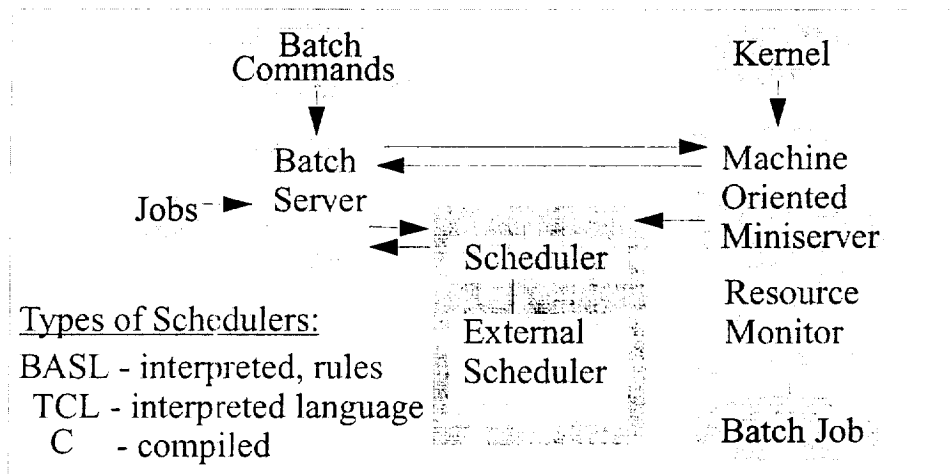 Batch
Commands
Kernel
Batch
Server
Machine
Oriented
Miniserver
Jobs
Scheduler
External
Scheduler
Resource
Monitor
Batch Job
Types of Schedulers:
BASL - interpreted, rules
TCL - interpreted language
C - compiled